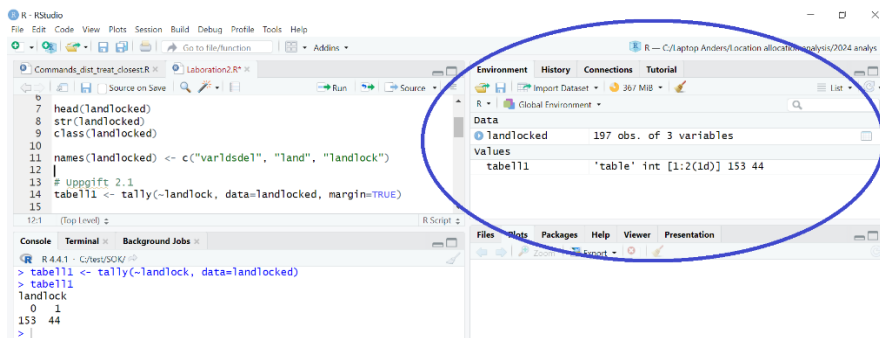 R - RStudio
File Edit Code View Plots Session Build Debug Profile Tools Help
Go to file/function Addins R — C:/Laptop Anders/Location allocation analysis/2024 analys
Commands_dist_treat_closest.R Laboration2.R*
Source on Save Run Source
6
7 head(landlocked)
8 str(landlocked)
9 class(landlocked)
10
11 names(landlocked) <- c("varldsdel", "land", "landlock")
12
13 # Uppgift 2.1
14 tabell1 <- tally(~landlock, data=landlocked, margin=TRUE)
15
12:1 (Top Level) R Script
Console Terminal Background Jobs
R 4.4.1 · C:/test/SOK/
> tabell1 <- tally(~landlock, data=landlocked)
> tabell1
landlock
0 1
153 44
>
Environment History Connections Tutorial
Import Dataset 367 MiB List
R Global Environment
Data
landlocked 197 obs. of 3 variables
Values
tabell1 'table' int [1:2(1d)] 153 44
Files Plots Packages Help Viewer Presentation
Zoom Export